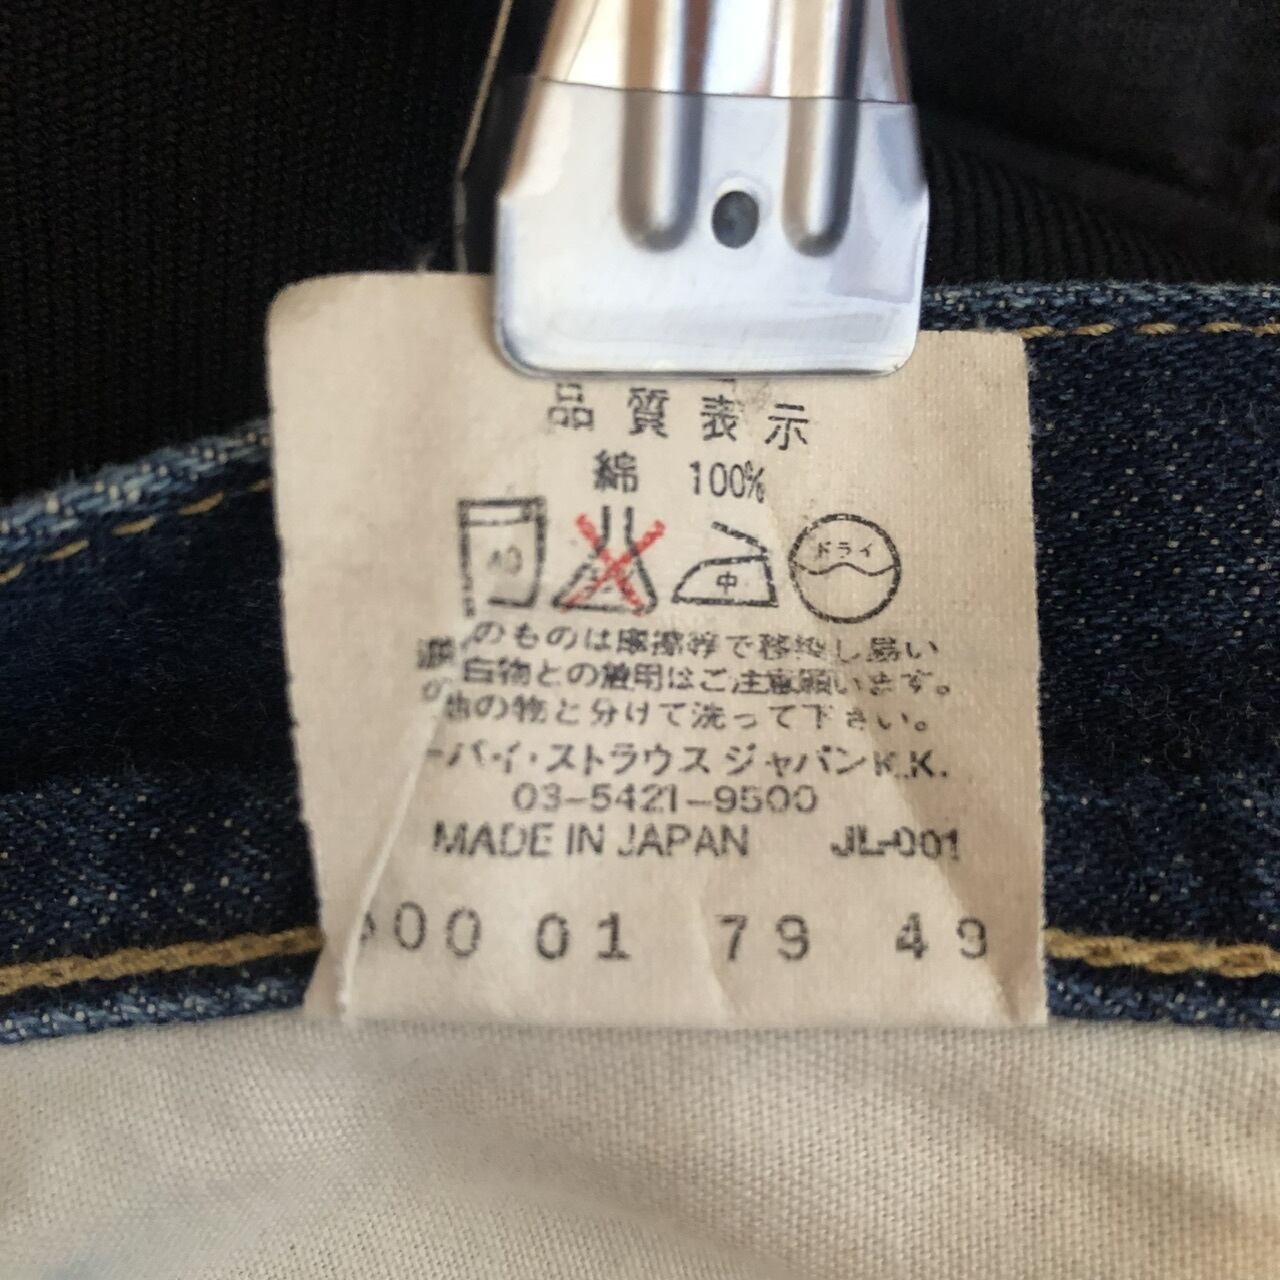 品質表示
綿 100%
40 中 ドライ
のものは摩擦等で移染し易い
白物との着用はご注意願います。
他の物と分けて洗って下さい。
ーバイ・ストラウス ジャパンK.K.
03-5421-9500
MADE IN JAPAN JL-001
00 01 79 49